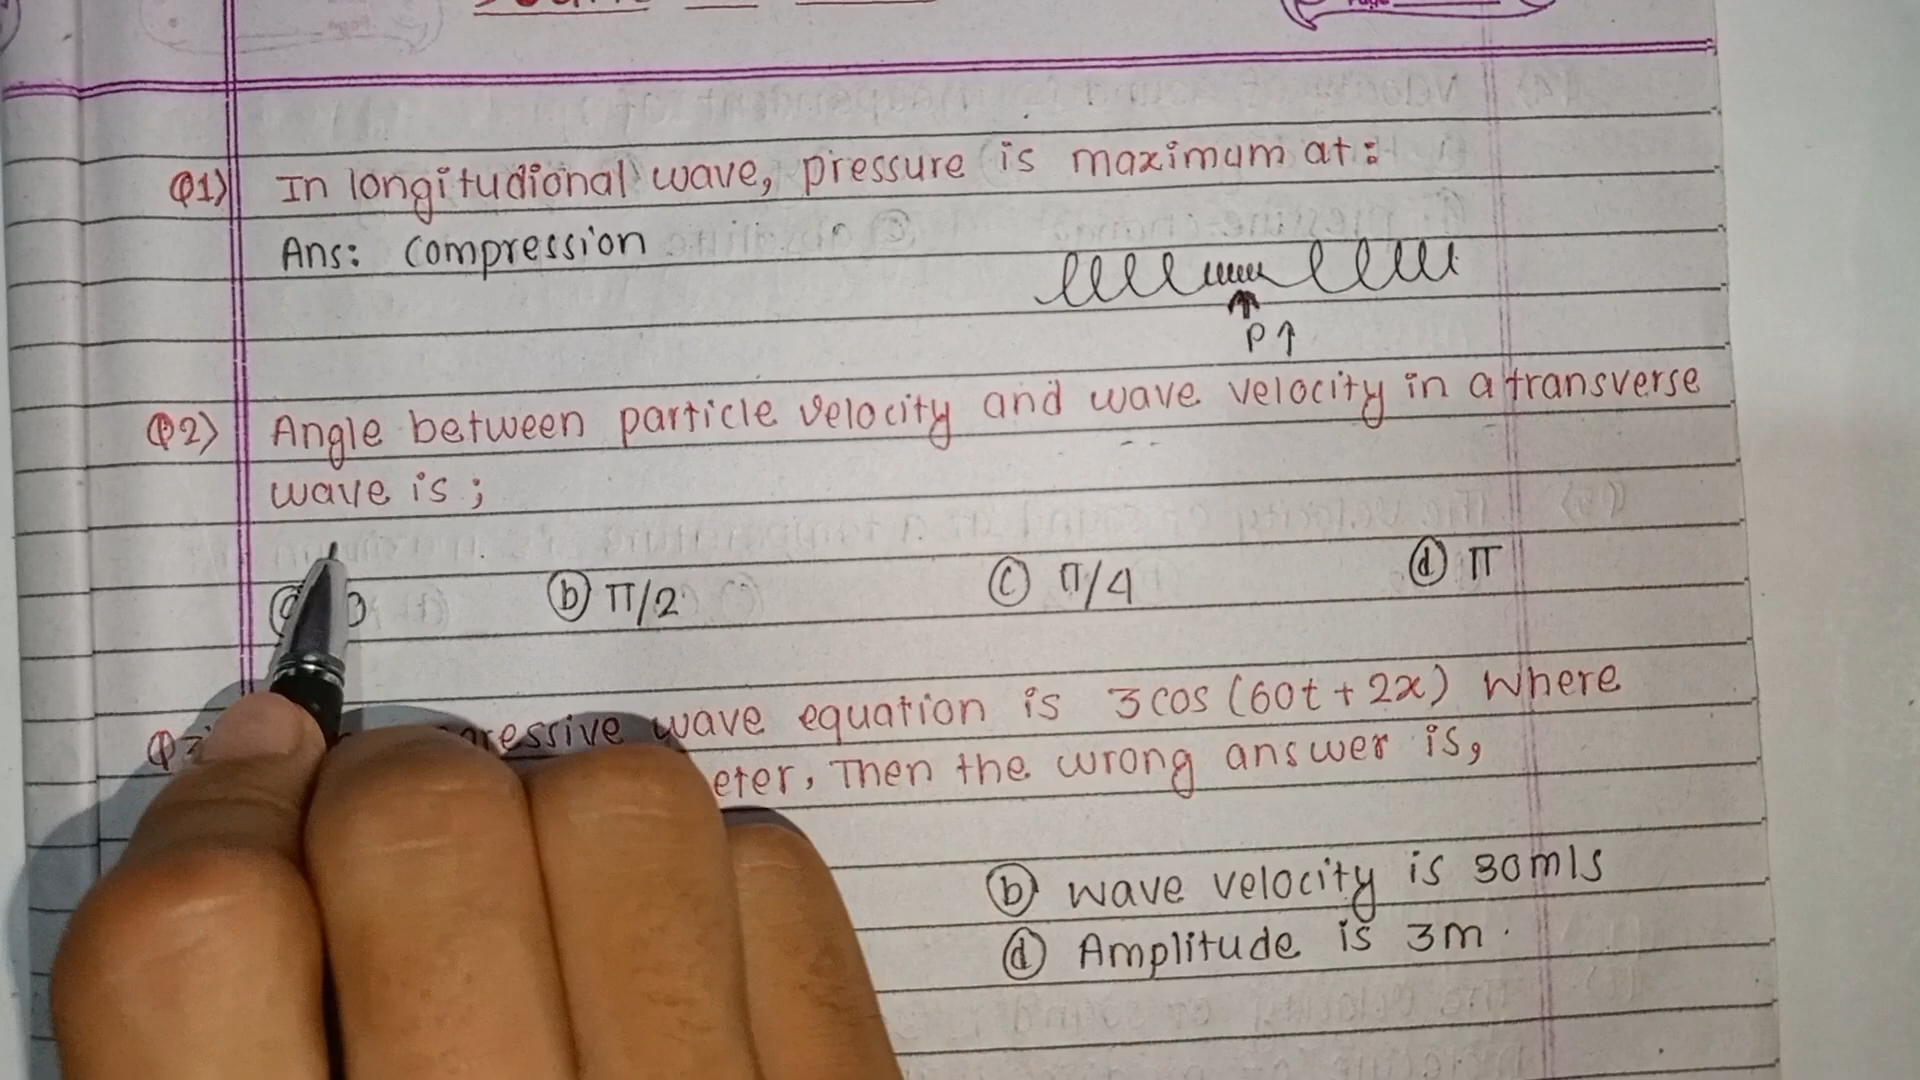 Q1) In longitudional wave, pressure is maximum at:
Ans: compression
P↑
Q2) Angle between particle velocity and wave velocity in a transverse
wave is;
b) π/2 c) π/4 d) π
wave equation is 3cos(60t + 2x) where
Then the wrong answer is,
b) wave velocity is 30m/s
d) Amplitude is 3m.